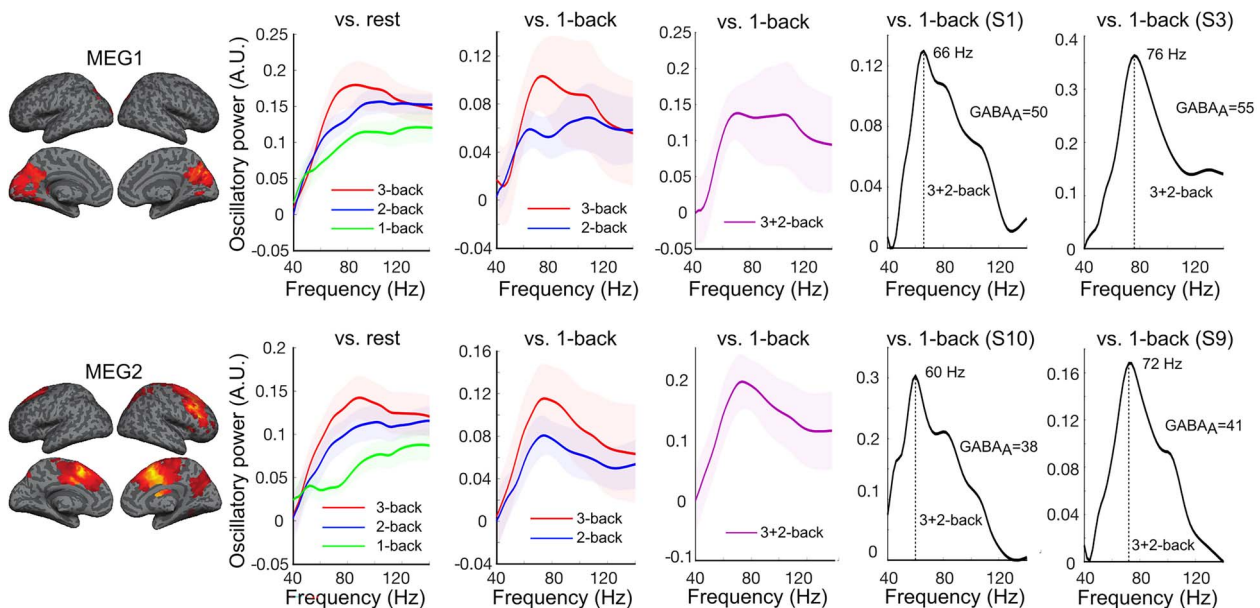 MEG1
vs. rest
Oscillatory power (A.U.)
0.2
0.15
0.1
0.05
0
-0.05
3-back
2-back
1-back
40 80 120
Frequency (Hz)
vs. 1-back
0.12
0.08
0.04
0
-0.04
3-back
2-back
40 80 120
Frequency (Hz)
vs. 1-back
0.2
0.15
0.1
0.05
0
-0.05
3+2-back
40 80 120
Frequency (Hz)
vs. 1-back (S1)
0.12
0.08
0.04
0
66 Hz
GABAA=50
3+2-back
40 80 120
Frequency (Hz)
vs. 1-back (S3)
0.4
0.3
0.2
0.1
0
76 Hz
GABAA=55
3+2-back
40 80 120
Frequency (Hz)
MEG2
vs. rest
Oscillatory power (A.U.)
0.2
0.15
0.1
0.05
0
0.05
3-back
2-back
1-back
40 80 120
Frequency (Hz)
vs. 1-back
0.16
0.12
0.08
0.04
0
-0.04
3-back
2-back
40 80 120
Frequency (Hz)
vs. 1-back
0.2
0.1
0
-0.1
3+2-back
40 80 120
Frequency (Hz)
vs. 1-back (S10)
0.3
0.2
0.1
0
60 Hz
GABAA=38
3+2-back
40 80 120
Frequency (Hz)
vs. 1-back (S9)
0.16
0.12
0.08
0.04
0
72 Hz
GABAA=41
3+2-back
40 80 120
Frequency (Hz)